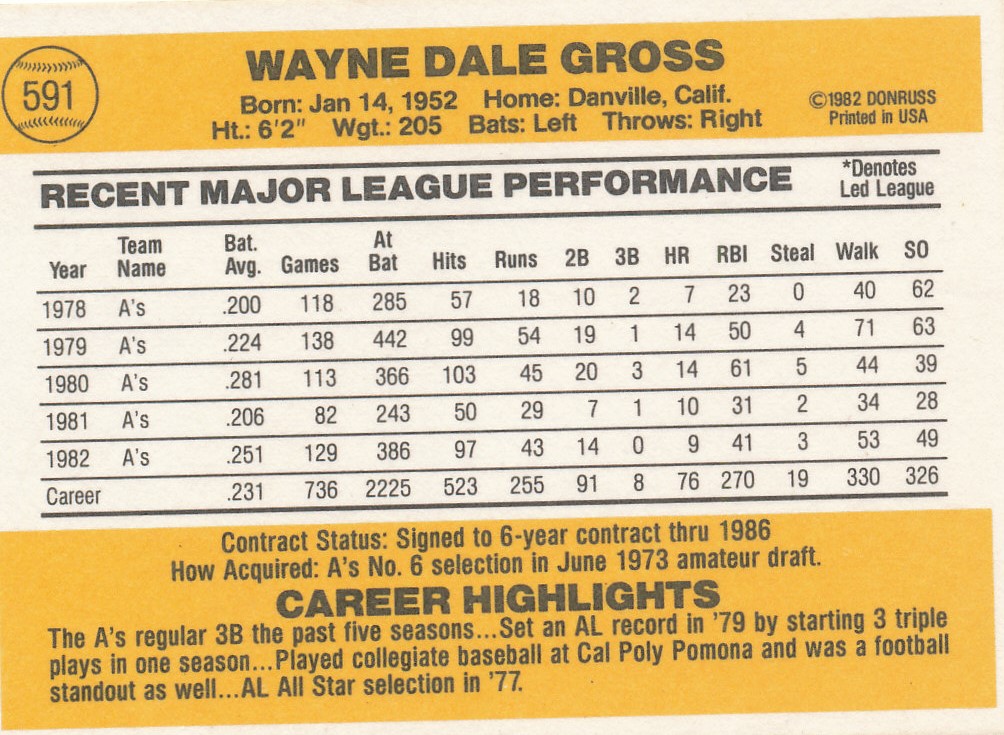 591
WAYNE DALE GROSS
Born: Jan 14, 1952 Home: Danville, Calif.
Ht.: 6'2" Wgt.: 205 Bats: Left Throws: Right
©1982 DONRUSS
Printed in USA
RECENT MAJOR LEAGUE PERFORMANCE
*Denotes
Led League
Year Team Name Bat. Avg. Games At Bat Hits Runs 2B 3B HR RBI Steal Walk SO
1978 A's .200 118 285 57 18 10 2 7 23 0 40 62
1979 A's .224 138 442 99 54 19 1 14 50 4 71 63
1980 A's .281 113 366 103 45 20 3 14 61 5 44 39
1981 A's .206 82 243 50 29 7 1 10 31 2 34 28
1982 A's .251 129 386 97 43 14 0 9 41 3 53 49
Career .231 736 2225 523 255 91 8 76 270 19 330 326
Contract Status: Signed to 6-year contract thru 1986
How Acquired: A's No. 6 selection in June 1973 amateur draft.
CAREER HIGHLIGHTS
The A's regular 3B the past five seasons...Set an AL record in '79 by starting 3 triple
plays in one season...Played collegiate baseball at Cal Poly Pomona and was a football
standout as well...AL All Star selection in '77.